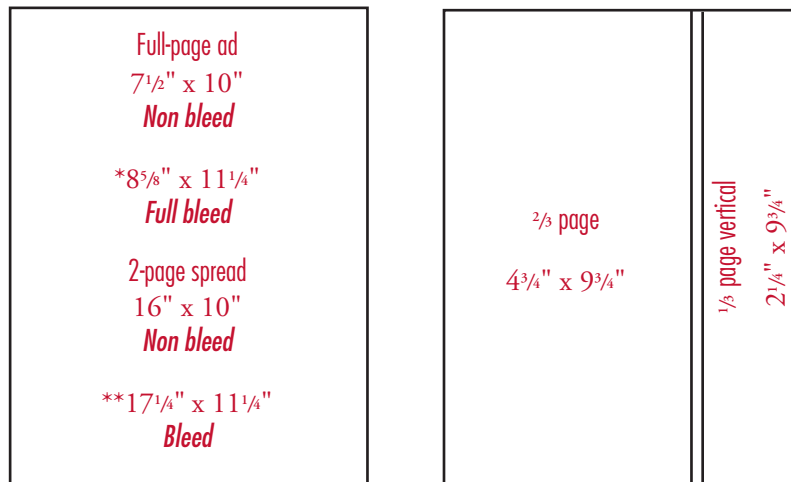 Full-page ad
7½" x 10"
Non bleed
*8⅝" x 11¼"
Full bleed
2-page spread
16" x 10"
Non bleed
**17¼" x 11¼"
Bleed
⅔ page
4¾" x 9¾"
⅓ page vertical
2¼" x 9¾"